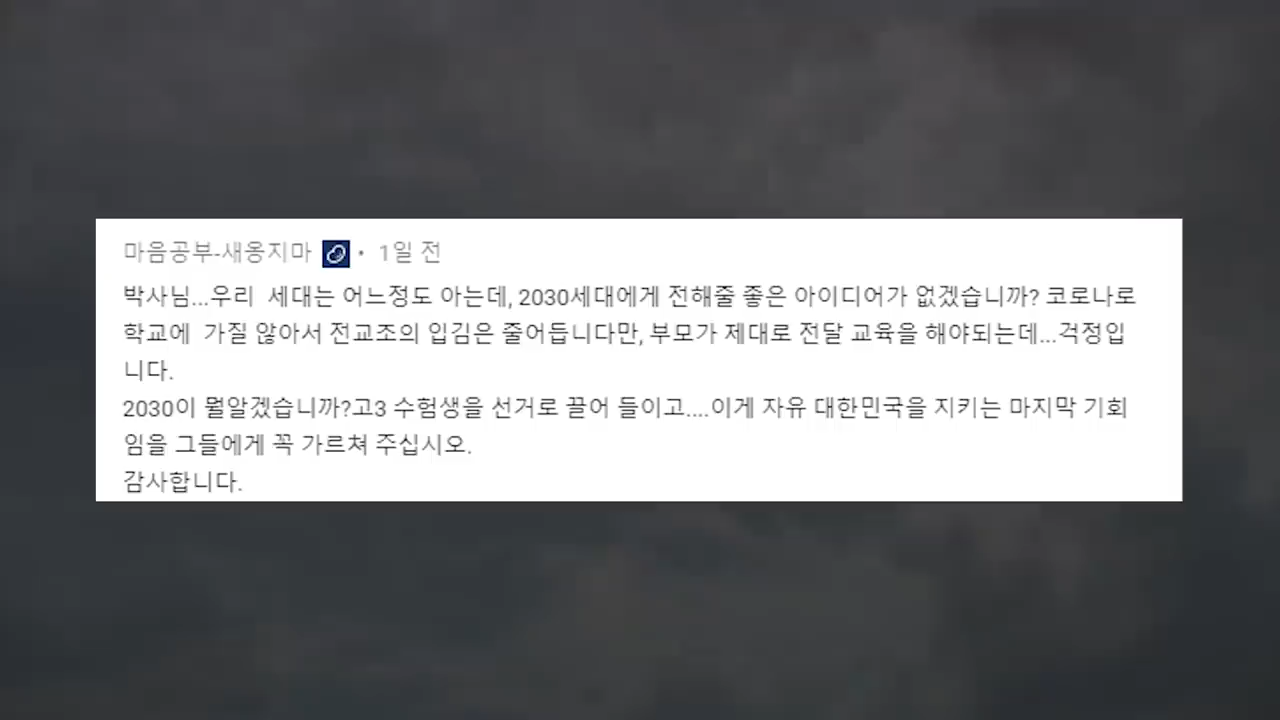 마음공부-새옹지마 · 1일 전
박사님...우리 세대는 어느정도 아는데, 2030세대에게 전해줄 좋은 아이디어가 없겠습니까? 코로나로
학교에 가질 않아서 전교조의 입김은 줄어듭니다만, 부모가 제대로 전달 교육을 해야되는데...걱정입
니다.
2030이 뭘알겠습니까?고3 수험생을 선거로 끌어 들이고....이게 자유 대한민국을 지키는 마지막 기회
임을 그들에게 꼭 가르쳐 주십시오.
감사합니다.